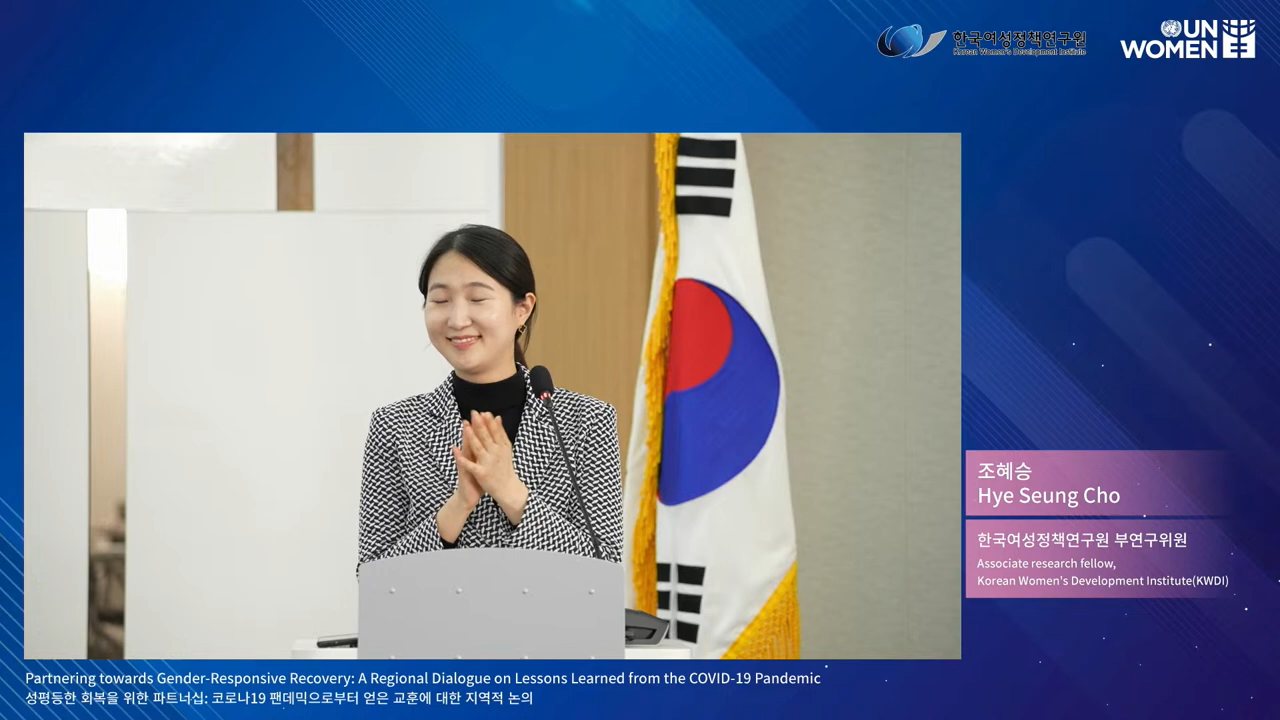 한국여성정책연구원
Korean Women's Development Institute
UN
WOMEN
조혜승
Hye Seung Cho
한국여성정책연구원 부연구위원
Associate research fellow,
Korean Women's Development Institute(KWDI)
Partnering towards Gender-Responsive Recovery: A Regional Dialogue on Lessons Learned from the COVID-19 Pandemic
성평등한 회복을 위한 파트너십: 코로나19 팬데믹으로부터 얻은 교훈에 대한 지역적 논의